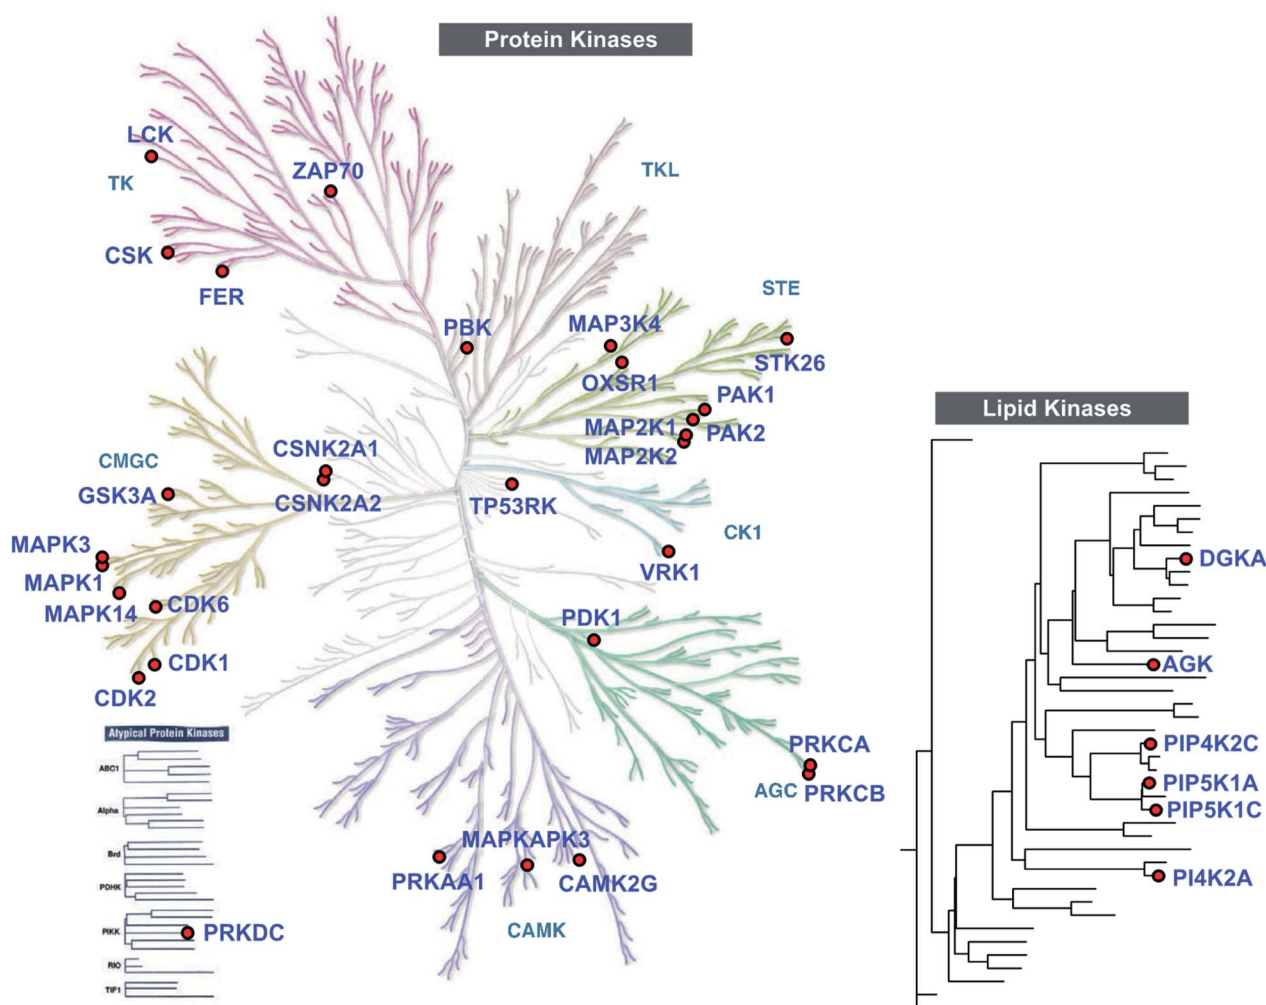 Protein Kinases
LCK
ZAP70
TK
TKL
CSK
FER
STE
PBK
MAP3K4
STK26
OXSR1
PAK1
MAP2K1
PAK2
MAP2K2
Lipid Kinases
CSNK2A1
CMGC
GSK3A
CSNK2A2
TP53RK
CK1
MAPK3
MAPK1
VRK1
DGKA
MAPK14
CDK6
PDK1
CDK1
AGK
CDK2
Atypical Protein Kinases
PRKCA
PIP4K2C
ABC1
AGC
PRKCB
PIP5K1A
Alpha
PIP5K1C
MAPKAPK3
Brd
PRKAA1
CAMK2G
PI4K2A
PDHK
CAMK
PIKK
PRKDC
RIO
TIF1